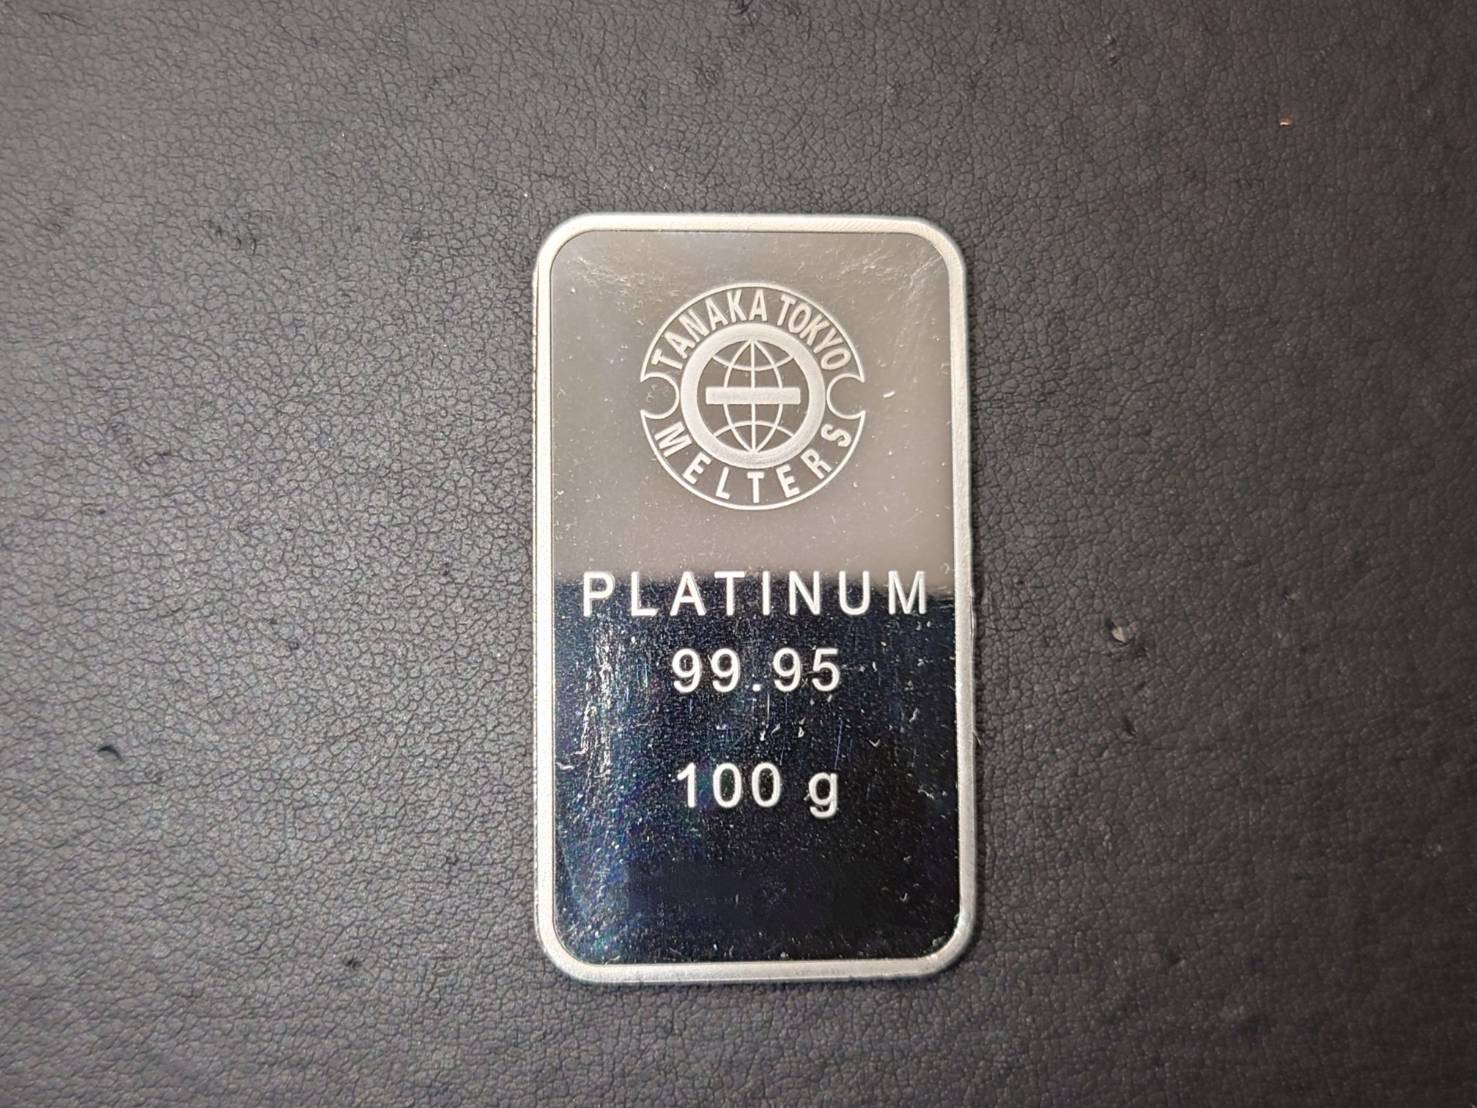 TANAKA TOKYO
MELTERS
PLATINUM
99.95
100 g